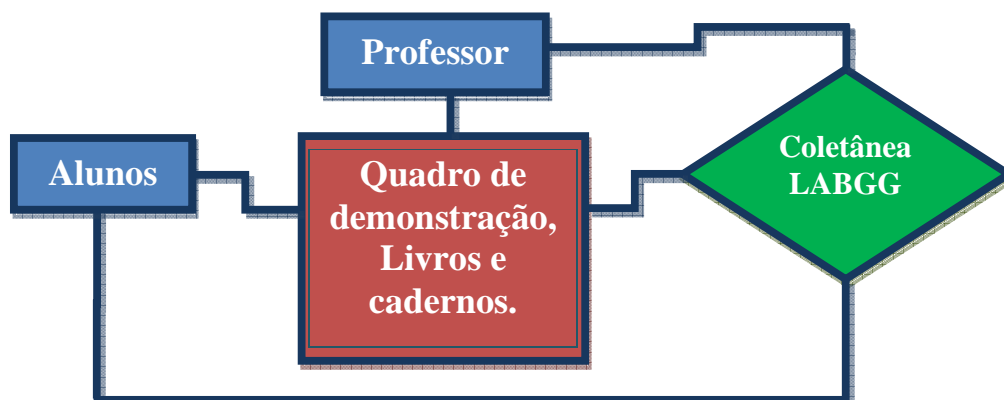 Professor
Alunos
Quadro de
demonstração,
Livros e
cadernos.
Coletânea
LABGG